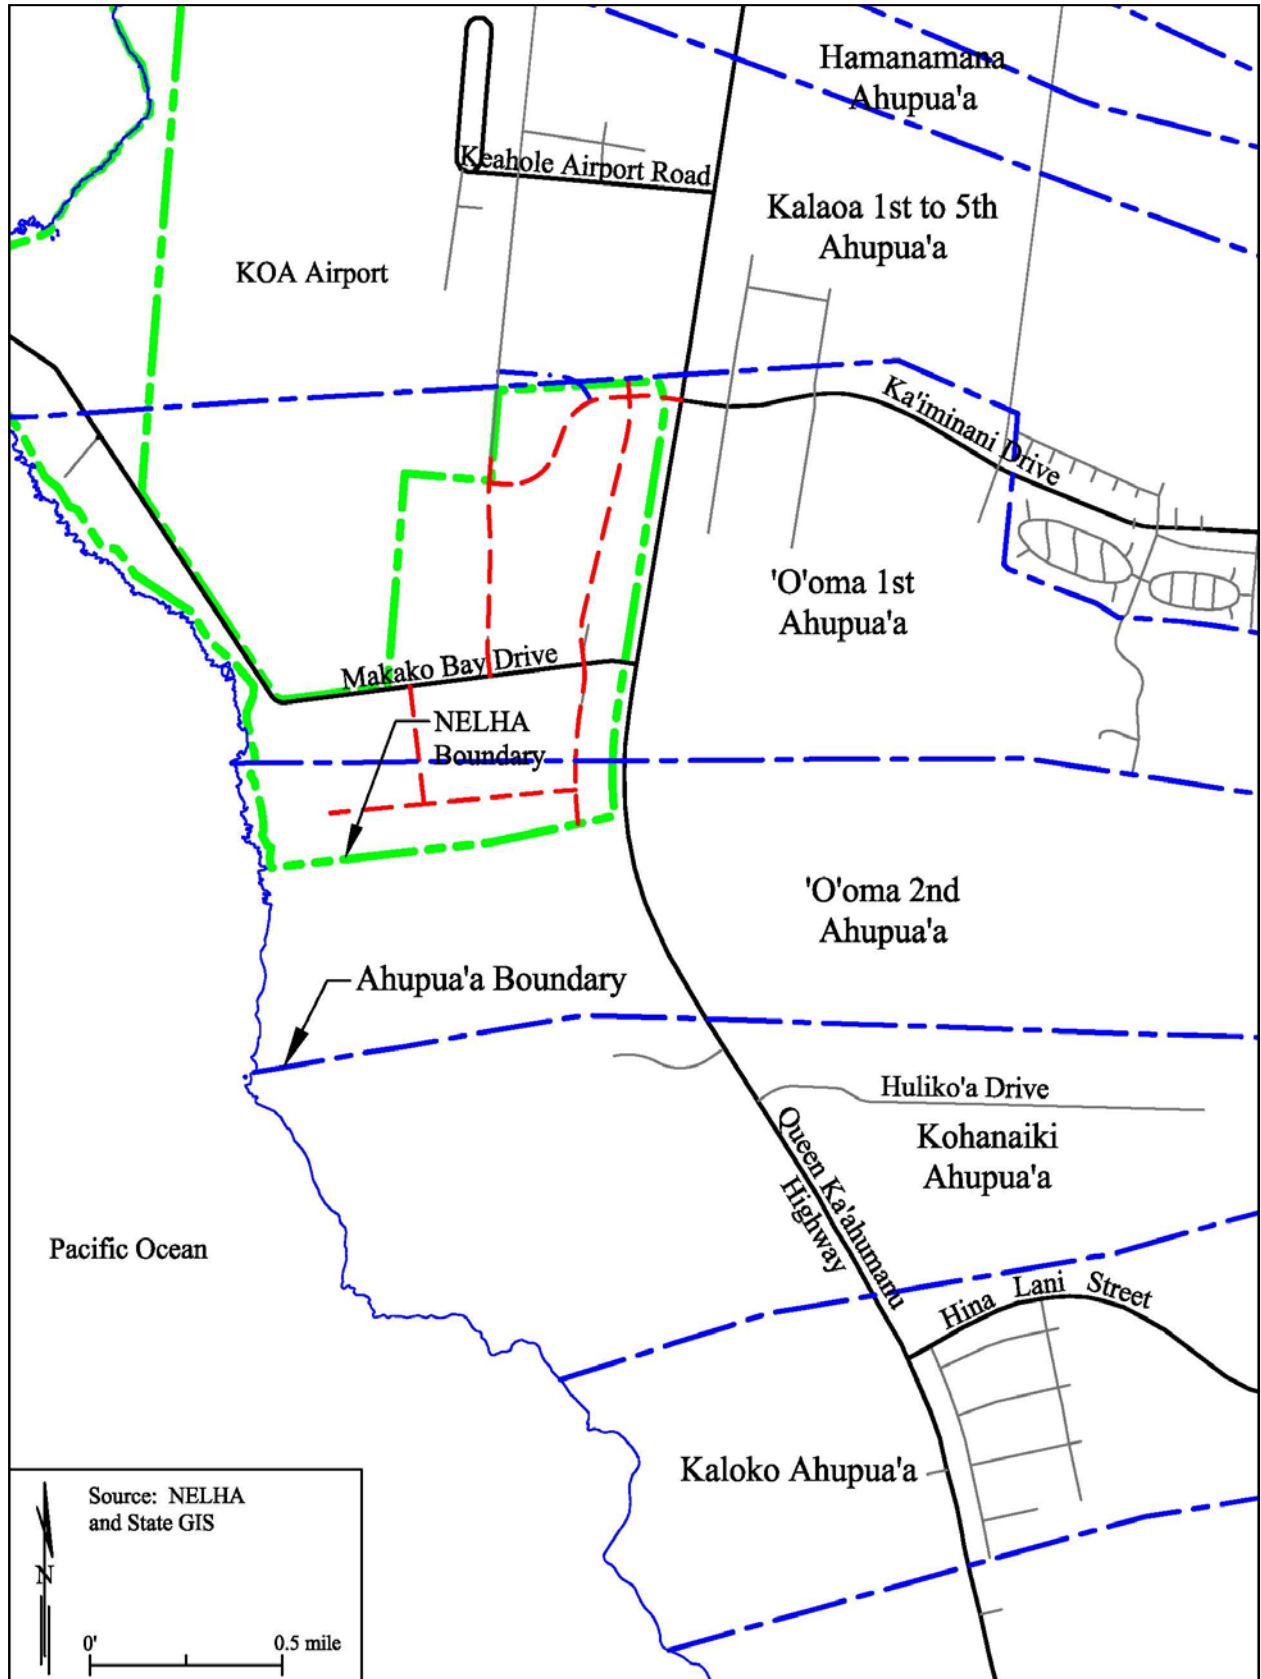 Hamanamana
Ahupua'a
Keahole Airport Road
Kalaoa 1st to 5th
Ahupua'a
KOA Airport
Ka'iminani Drive
'O'oma 1st
Ahupua'a
Makako Bay Drive
NELHA
Boundary
'O'oma 2nd
Ahupua'a
Ahupua'a Boundary
Huliko'a Drive
Kohanaiki
Ahupua'a
Queen Ka'ahumanu
Highway
Pacific Ocean
Hina Lani Street
Kaloko Ahupua'a
Source: NELHA
and State GIS
N
0' 0.5 mile